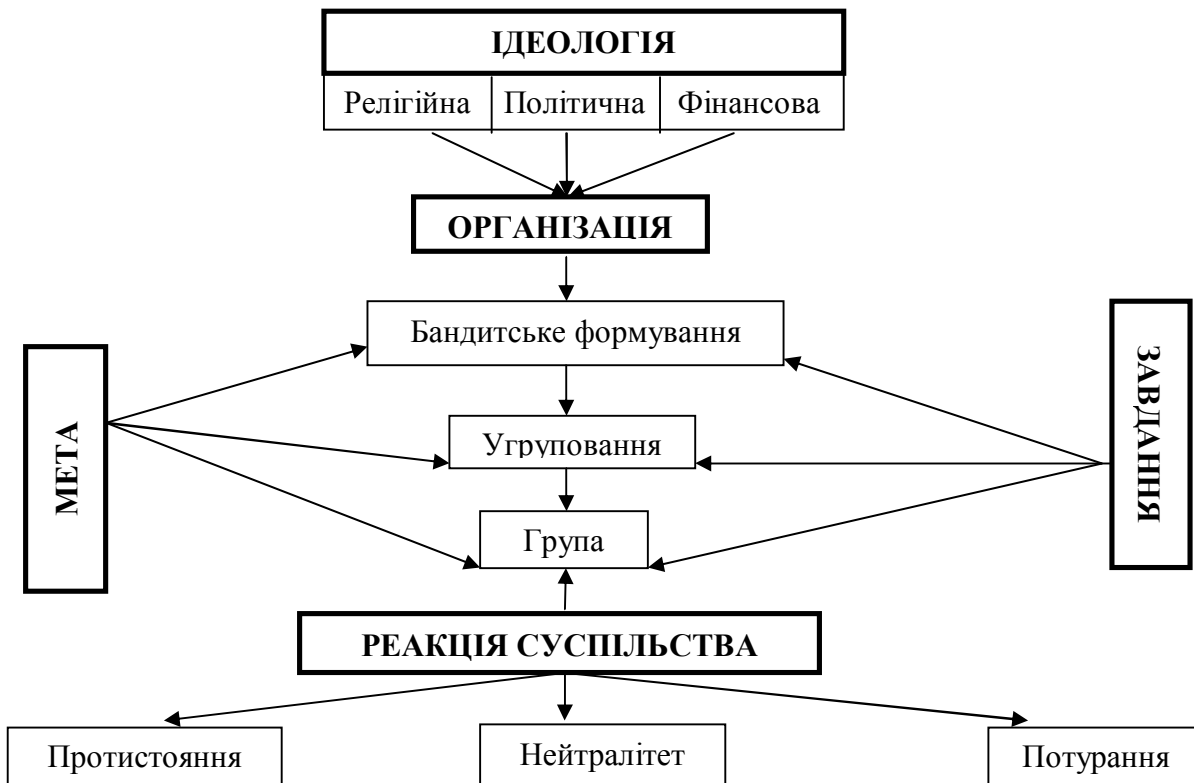 ІДЕОЛОГІЯ
Релігійна Політична Фінансова
ОРГАНІЗАЦІЯ
Бандитське формування
МЕТА
ЗАВДАННЯ
Угруповання
Група
РЕАКЦІЯ СУСПІЛЬСТВА
Протистояння Нейтралітет Потурання